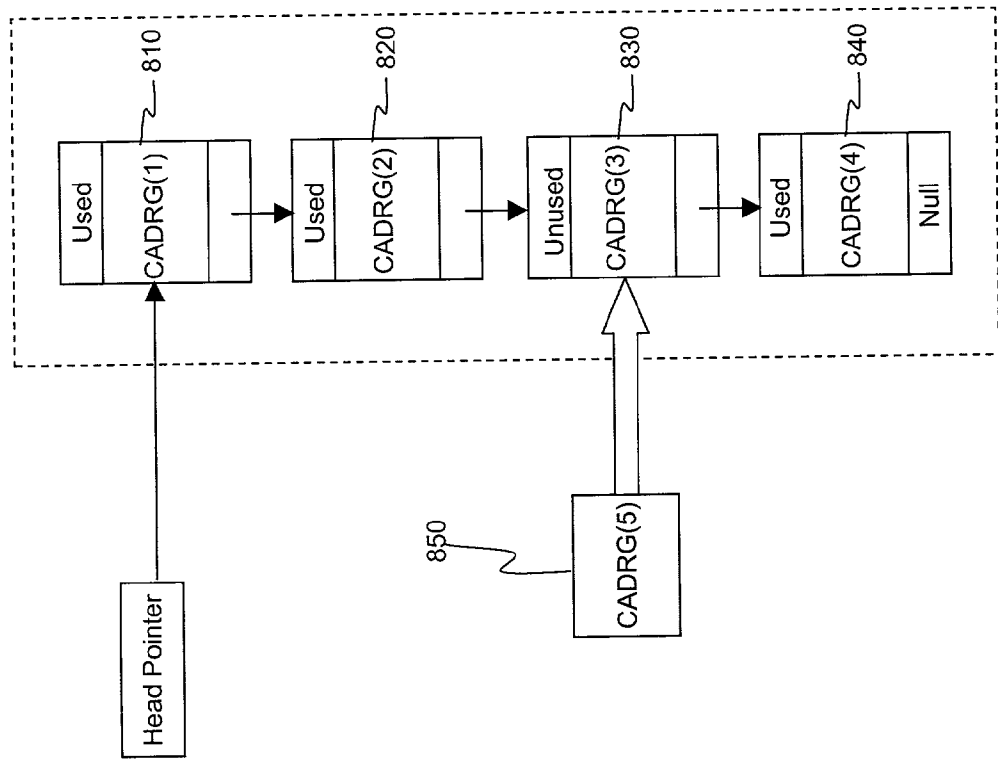 810
820
830
840
Used
CADRG(1)
Used
CADRG(2)
Unused
CADRG(3)
Used
CADRG(4)
Null
850
CADRG(5)
Head Pointer